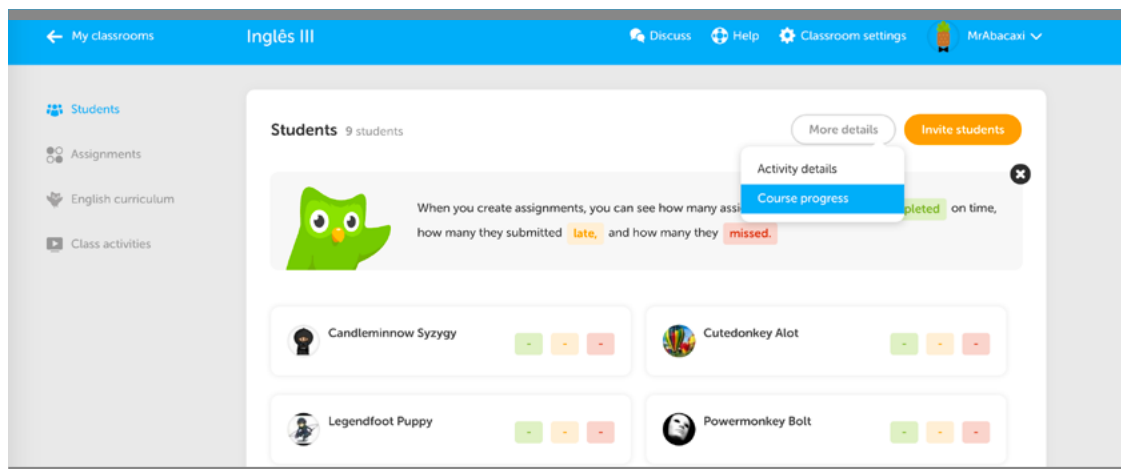 My classrooms
Inglês III
Discuss
Help
Classroom settings
MrAbacaxi
Students
Assignments
English curriculum
Class activities
Students 9 students
More details
Invite students
Activity details
Course progress
When you create assignments, you can see how many pleted on time,
how many they submitted late, and how many they missed.
Candleminnow Syzygy
- - -
Cutedonkey Alot
- - -
Legendfoot Puppy
- - -
Powermonkey Bolt
- - -